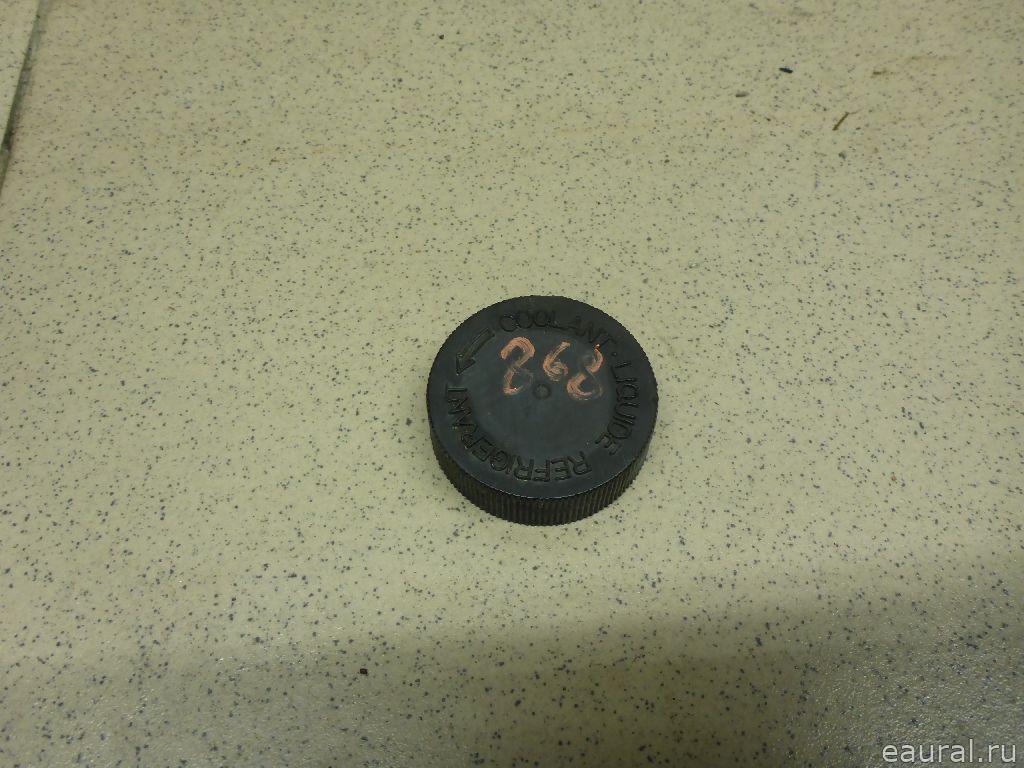 COOLANT · LIQUIDE REFRIGERANT
868
eaural.ru